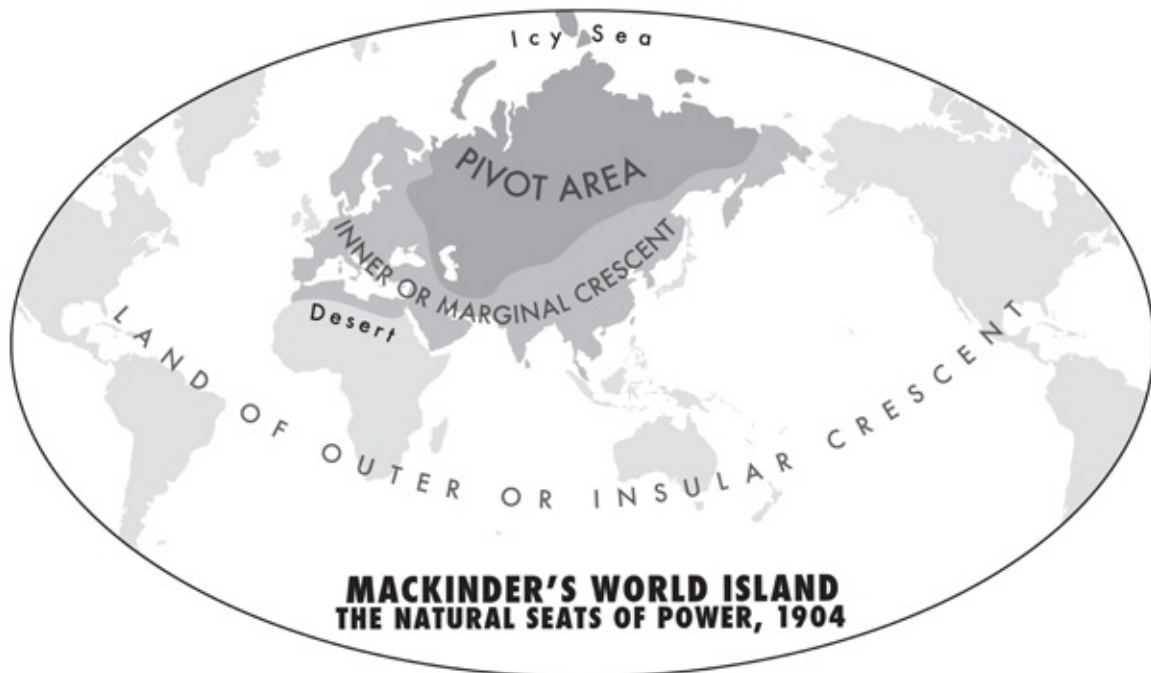 Icy Sea
PIVOT AREA
INNER OR MARGINAL CRESCENT
Desert
LAND OF OUTER OR INSULAR CRESCENT
MACKINDER'S WORLD ISLAND
THE NATURAL SEATS OF POWER, 1904